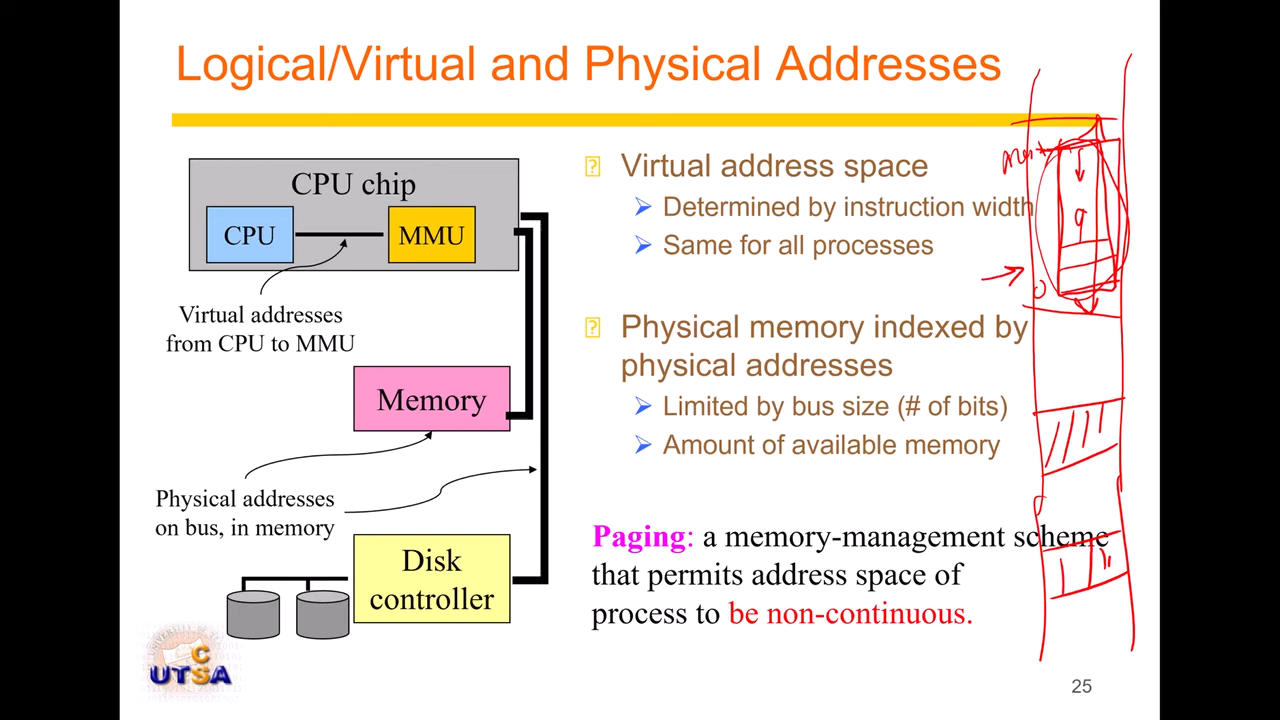 Logical/Virtual and Physical Addresses
CPU chip
CPU
MMU
Virtual addresses
from CPU to MMU
Memory
Physical addresses
on bus, in memory
Disk
controller
Virtual address space
Determined by instruction width
Same for all processes
Physical memory indexed by
physical addresses
Limited by bus size (# of bits)
Amount of available memory
Paging: a memory-management scheme
that permits address space of
process to be non-continuous.
CS
UTSA
25